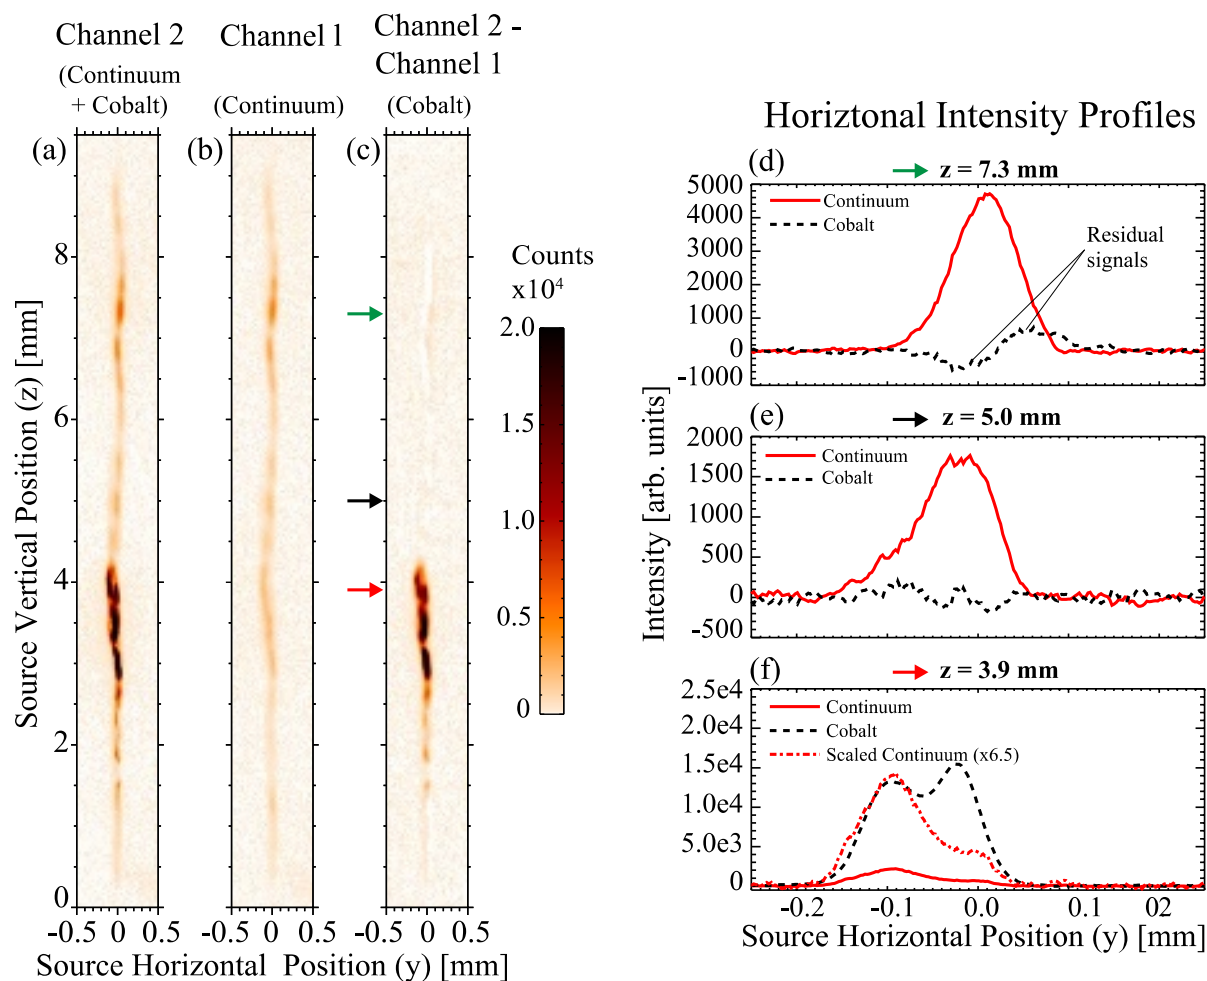 Channel 2
(Continuum
+ Cobalt)
Channel 1
(Continuum)
Channel 2 -
Channel 1
(Cobalt)
(a)
(b)
(c)
Source Vertical Position (z) [mm]
8
6
4
2
0
-0.5 0 0.5
-0.5 0 0.5
-0.5 0 0.5
Source Horizontal Position (y) [mm]
Counts
x10⁴
2.0
1.5
1.0
0.5
0
Horiztonal Intensity Profiles
(d)
z = 7.3 mm
Continuum
Cobalt
Residual
signals
5000
4000
3000
2000
1000
0
-1000
(e)
z = 5.0 mm
Continuum
Cobalt
2000
1500
1000
500
0
-500
Intensity [arb. units]
(f)
z = 3.9 mm
Continuum
Cobalt
Scaled Continuum (x6.5)
2.5e4
2.0e4
1.5e4
1.0e4
5.0e3
0
-0.2 -0.1 0.0 0.1 02
Source Horizontal Position (y) [mm]